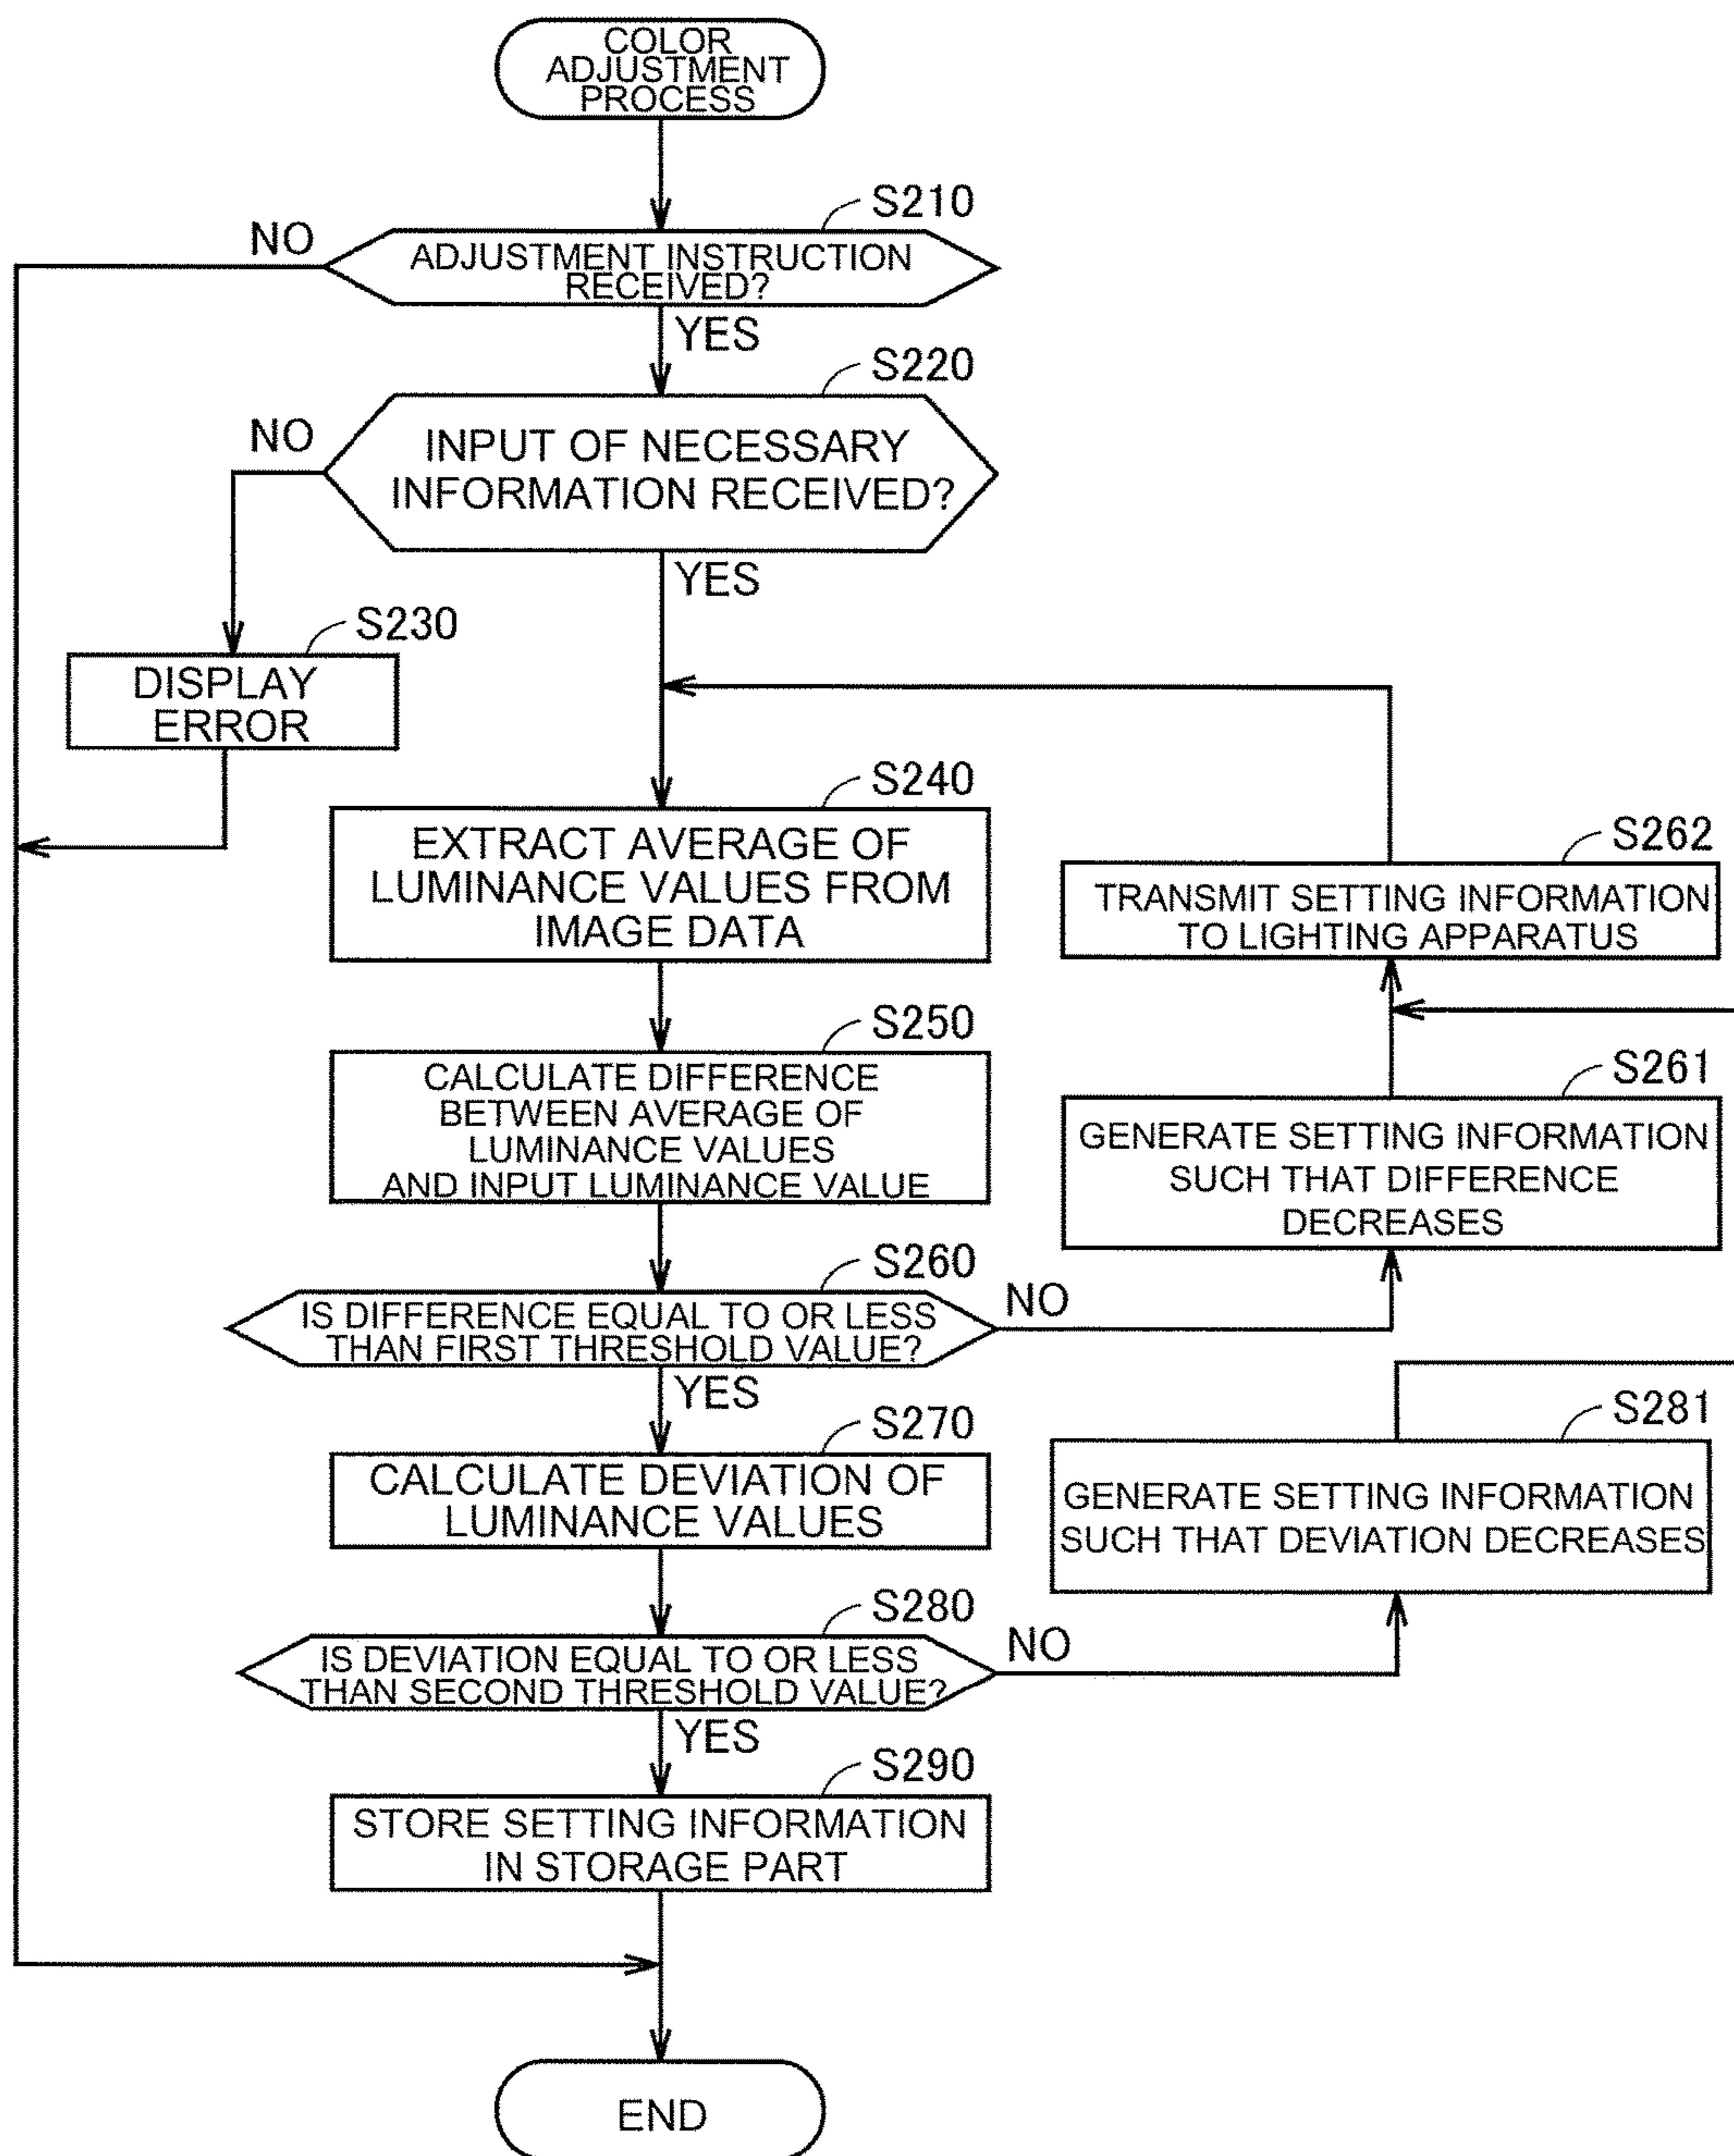 COLOR
ADJUSTMENT
PROCESS
S210
NO
ADJUSTMENT INSTRUCTION
RECEIVED?
YES
S220
NO
INPUT OF NECESSARY
INFORMATION RECEIVED?
YES
S230
DISPLAY
ERROR
S240
EXTRACT AVERAGE OF
LUMINANCE VALUES FROM
IMAGE DATA
S262
TRANSMIT SETTING INFORMATION
TO LIGHTING APPARATUS
S250
CALCULATE DIFFERENCE
BETWEEN AVERAGE OF
LUMINANCE VALUES
AND INPUT LUMINANCE VALUE
S261
GENERATE SETTING INFORMATION
SUCH THAT DIFFERENCE
DECREASES
S260
IS DIFFERENCE EQUAL TO OR LESS
THAN FIRST THRESHOLD VALUE?
NO
YES
S270
CALCULATE DEVIATION OF
LUMINANCE VALUES
S281
GENERATE SETTING INFORMATION
SUCH THAT DEVIATION DECREASES
S280
IS DEVIATION EQUAL TO OR LESS
THAN SECOND THRESHOLD VALUE?
NO
YES
S290
STORE SETTING INFORMATION
IN STORAGE PART
END